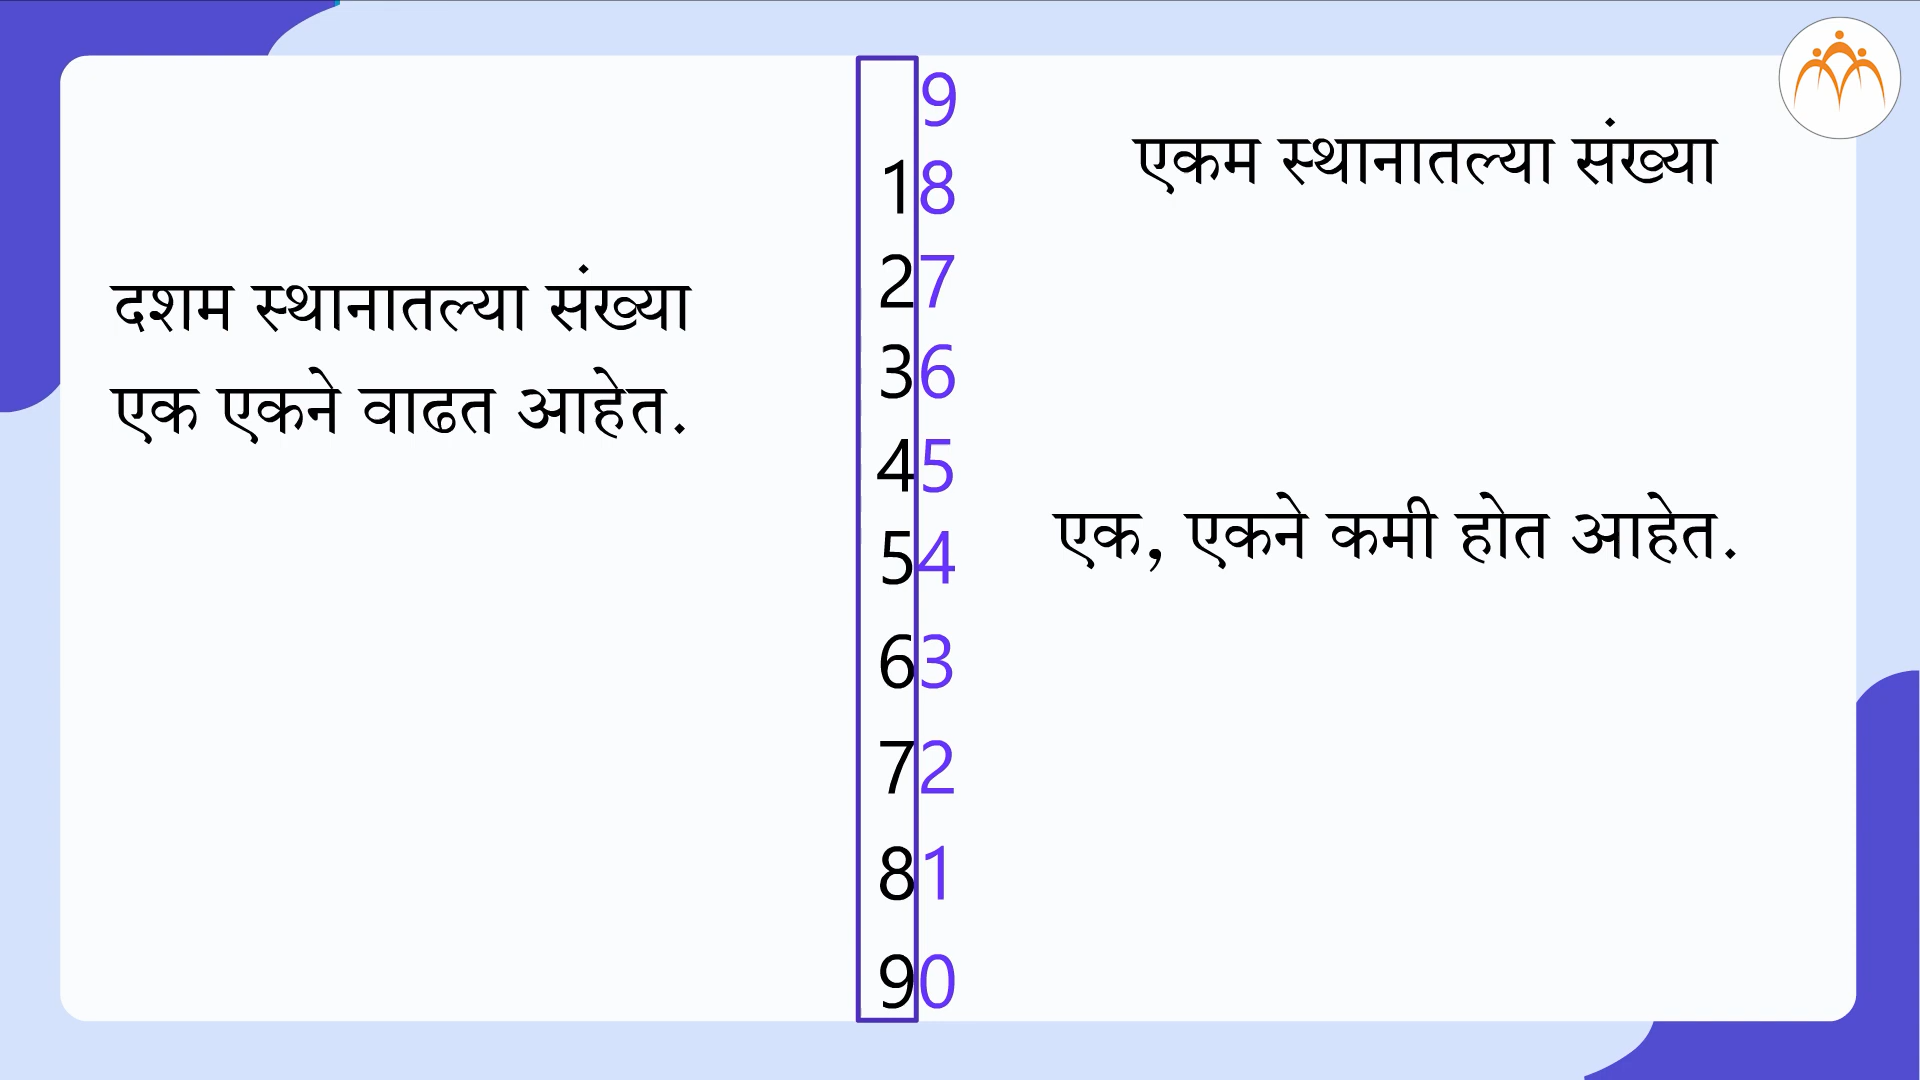 दशम स्थानातल्या संख्या
एक एकने वाढत आहेत.
9
18
27
36
45
54
63
72
81
90
एकम स्थानातल्या संख्या
एक, एकने कमी होत आहेत.